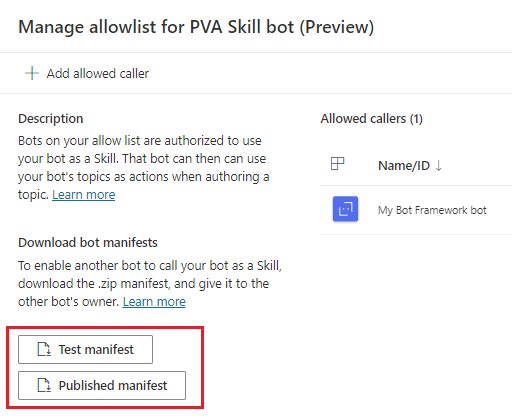 Manage allowlist for PVA Skill bot (Preview)
Add allowed caller
Description
Bots on your allow list are authorized to use
your bot as a Skill. That bot can then can use
your bot's topics as actions when authoring a
topic. Learn more
Download bot manifests
To enable another bot to call your bot as a Skill,
download the .zip manifest, and give it to the
other bot's owner. Learn more
Test manifest
Published manifest
Allowed callers (1)
Name/ID ↓
My Bot Framework bot